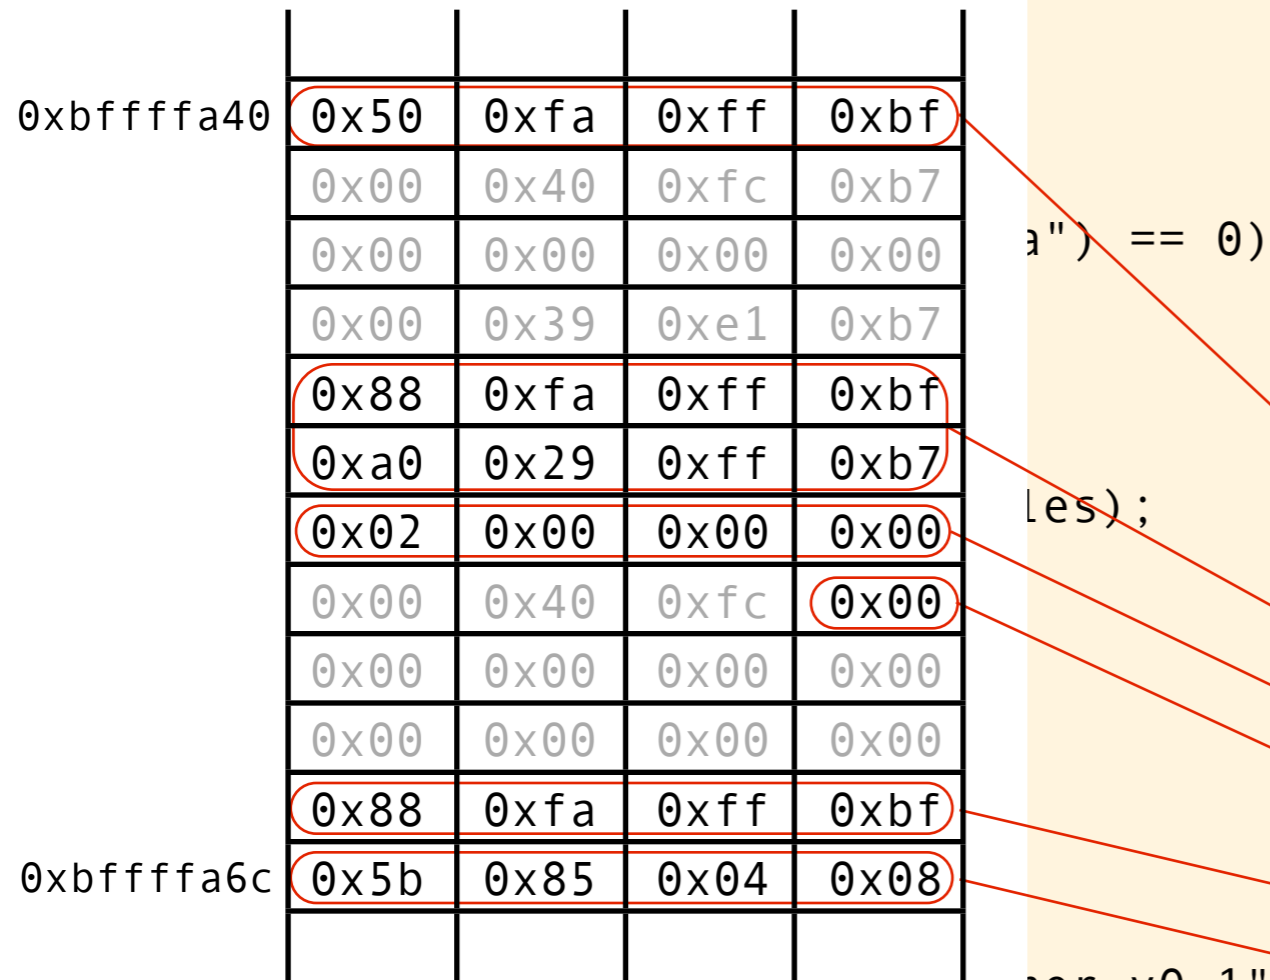 0xbffffa40 0x50 0xfa 0xff 0xbf
0x00 0x40 0xfc 0xb7
a") == 0)
0x00 0x00 0x00 0x00
0x00 0x39 0xe1 0xb7
0x88 0xfa 0xff 0xbf
0xa0 0x29 0xff 0xb7
les);
0x02 0x00 0x00 0x00
0x00 0x40 0xfc 0x00
0x00 0x00 0x00 0x00
0x00 0x00 0x00 0x00
0x88 0xfa 0xff 0xbf
0xbffffa6c 0x5b 0x85 0x04 0x08